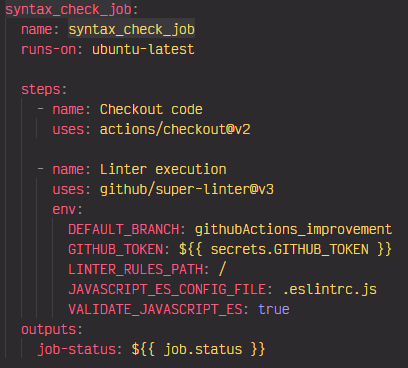 syntax_check_job:
name: syntax_check_job
runs-on: ubuntu-latest
steps:
- name: Checkout code
uses: actions/checkout@v2
- name: Linter execution
uses: github/super-linter@v3
env:
DEFAULT_BRANCH: githubActions_improvement
GITHUB_TOKEN: ${{ secrets.GITHUB_TOKEN }}
LINTER_RULES_PATH: /
JAVASCRIPT_ES_CONFIG_FILE: .eslintrc.js
VALIDATE_JAVASCRIPT_ES: true
outputs:
job-status: ${{ job.status }}